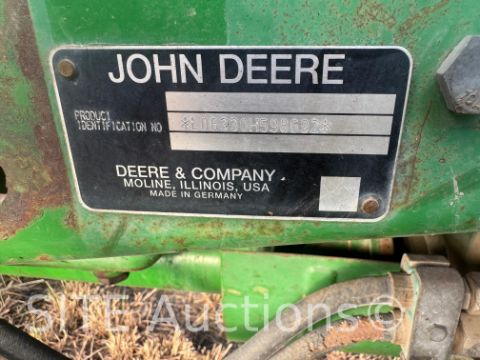 JOHN DEERE
PRODUCT
IDENTIFICATION NO
DEERE & COMPANY
MOLINE, ILLINOIS, USA
MADE IN GERMANY
SITE Auctions ®